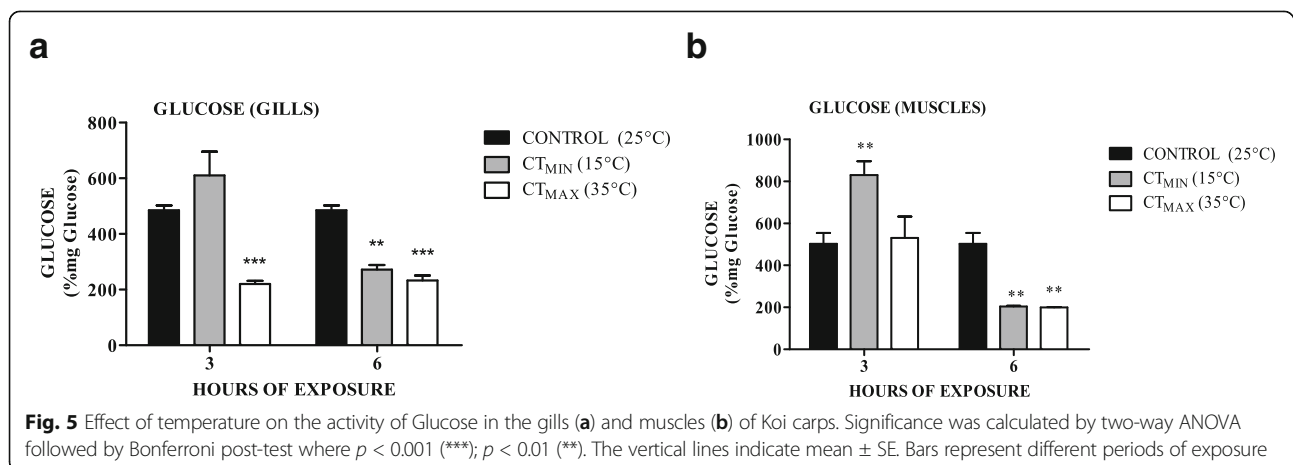 a
GLUCOSE (GILLS)
800
600
400
200
0
GLUCOSE
(%mg Glucose)
CONTROL (25°C)
CT_MIN (15°C)
CT_MAX (35°C)
***
**
***
3
6
HOURS OF EXPOSURE
b
GLUCOSE (MUSCLES)
1000
800
600
400
200
0
GLUCOSE
(%mg Glucose)
**
**
**
CONTROL (25°C)
CT_MIN (15°C)
CT_MAX (35°C)
3
6
HOURS OF EXPOSURE
Fig. 5 Effect of temperature on the activity of Glucose in the gills (a) and muscles (b) of Koi carps. Significance was calculated by two-way ANOVA
followed by Bonferroni post-test where p < 0.001 (***); p < 0.01 (**). The vertical lines indicate mean ± SE. Bars represent different periods of exposure